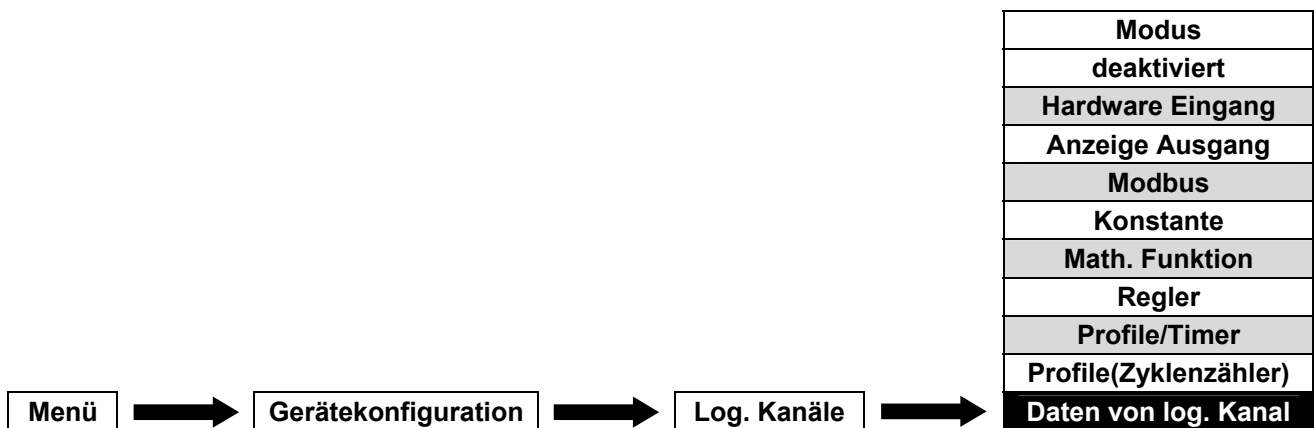 Modus
deaktiviert
Hardware Eingang
Anzeige Ausgang
Modbus
Konstante
Math. Funktion
Regler
Profile/Timer
Profile(Zyklenzähler)
Menü Gerätekonfiguration Log. Kanäle Daten von log. Kanal